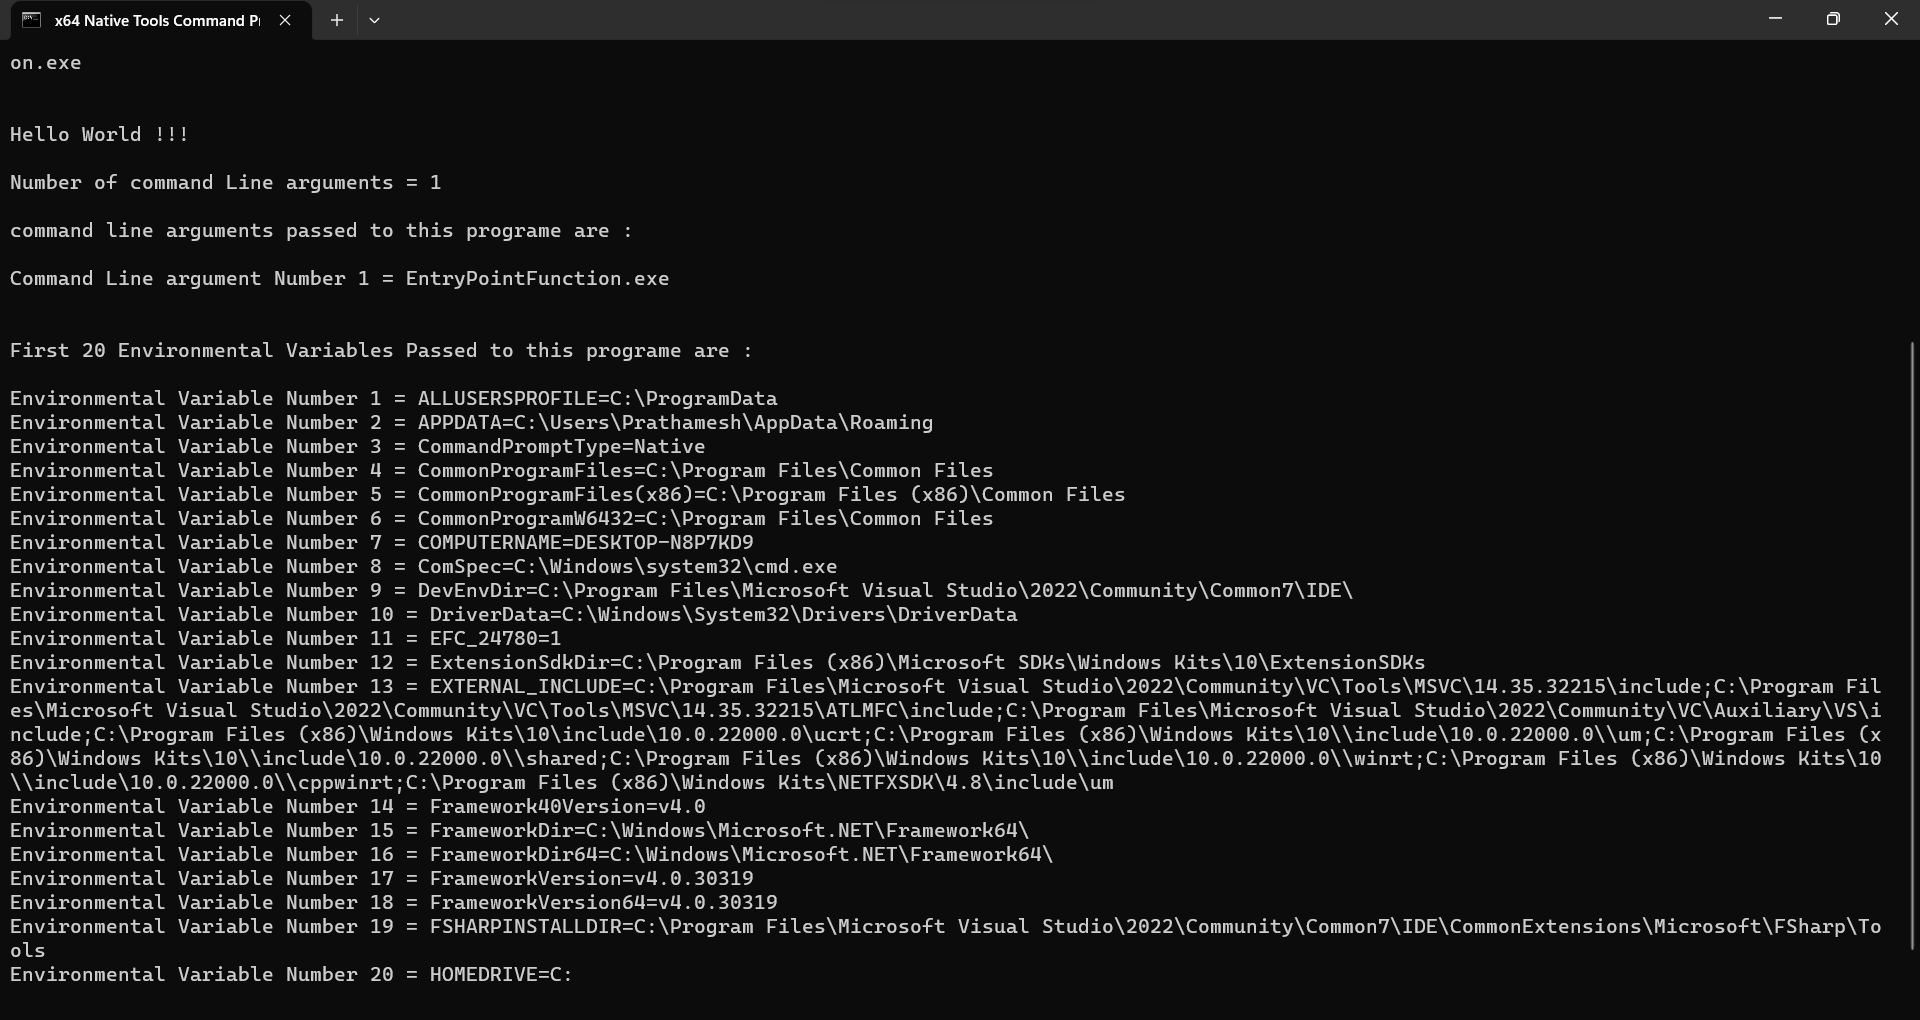 x64 Native Tools Command P
on.exe
Hello World !!!
Number of command Line arguments = 1
command line arguments passed to this programe are :
Command Line argument Number 1 = EntryPointFunction.exe
First 20 Environmental Variables Passed to this programe are :
Environmental Variable Number 1 = ALLUSERSPROFILE=C:\ProgramData
Environmental Variable Number 2 = APPDATA=C:\Users\Prathamesh\AppData\Roaming
Environmental Variable Number 3 = CommandPromptType=Native
Environmental Variable Number 4 = CommonProgramFiles=C:\Program Files\Common Files
Environmental Variable Number 5 = CommonProgramFiles(x86)=C:\Program Files (x86)\Common Files
Environmental Variable Number 6 = CommonProgramW6432=C:\Program Files\Common Files
Environmental Variable Number 7 = COMPUTERNAME=DESKTOP-N8P7KD9
Environmental Variable Number 8 = ComSpec=C:\Windows\system32\cmd.exe
Environmental Variable Number 9 = DevEnvDir=C:\Program Files\Microsoft Visual Studio\2022\Community\Common7\IDE\
Environmental Variable Number 10 = DriverData=C:\Windows\System32\Drivers\DriverData
Environmental Variable Number 11 = EFC_24780=1
Environmental Variable Number 12 = ExtensionSdkDir=C:\Program Files (x86)\Microsoft SDKs\Windows Kits\10\ExtensionSDKs
Environmental Variable Number 13 = EXTERNAL_INCLUDE=C:\Program Files\Microsoft Visual Studio\2022\Community\VC\Tools\MSVC\14.35.32215\include;C:\Program Fil
es\Microsoft Visual Studio\2022\Community\VC\Tools\MSVC\14.35.32215\ATLMFC\include;C:\Program Files\Microsoft Visual Studio\2022\Community\VC\Auxiliary\VS\i
nclude;C:\Program Files (x86)\Windows Kits\10\include\10.0.22000.0\ucrt;C:\Program Files (x86)\Windows Kits\10\\include\10.0.22000.0\\um;C:\Program Files (x
86)\Windows Kits\10\\include\10.0.22000.0\\shared;C:\Program Files (x86)\Windows Kits\10\\include\10.0.22000.0\\winrt;C:\Program Files (x86)\Windows Kits\10
\\include\10.0.22000.0\\cppwinrt;C:\Program Files (x86)\Windows Kits\NETFXSDK\4.8\include\um
Environmental Variable Number 14 = Framework40Version=v4.0
Environmental Variable Number 15 = FrameworkDir=C:\Windows\Microsoft.NET\Framework64\
Environmental Variable Number 16 = FrameworkDir64=C:\Windows\Microsoft.NET\Framework64\
Environmental Variable Number 17 = FrameworkVersion=v4.0.30319
Environmental Variable Number 18 = FrameworkVersion64=v4.0.30319
Environmental Variable Number 19 = FSHARPINSTALLDIR=C:\Program Files\Microsoft Visual Studio\2022\Community\Common7\IDE\CommonExtensions\Microsoft\FSharp\To
ols
Environmental Variable Number 20 = HOMEDRIVE=C: